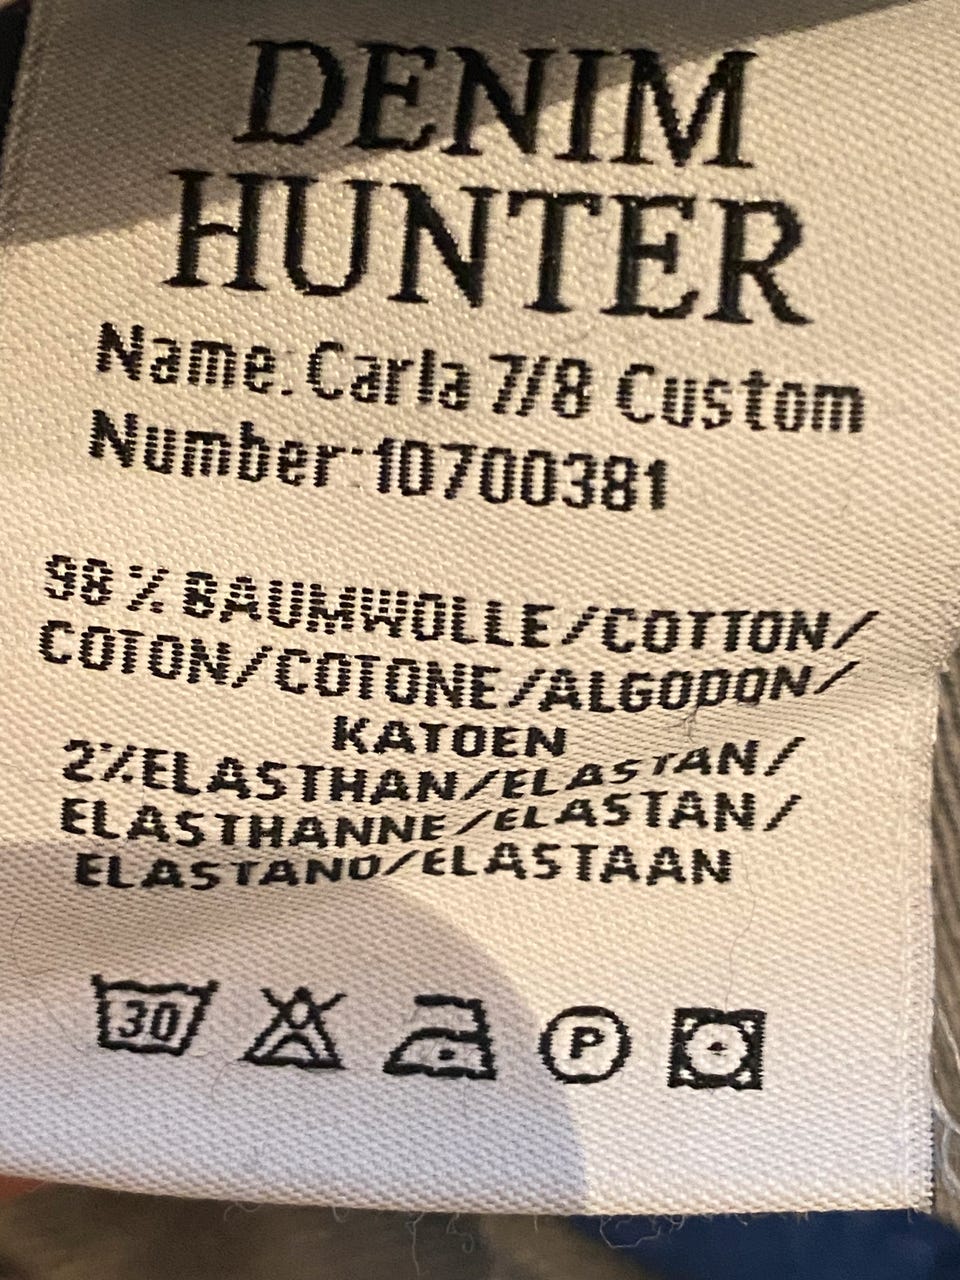 DENIM
HUNTER
Name: Carla 7/8 Custom
Number: 10700381
98% BAUMWOLLE/COTTON/
COTON/COTONE/ALGODON/
KATOEN
2%ELASTHAN/ELASTAN/
ELASTHANNE/ELASTAN/
ELASTANO/ELASTAAN
30
P